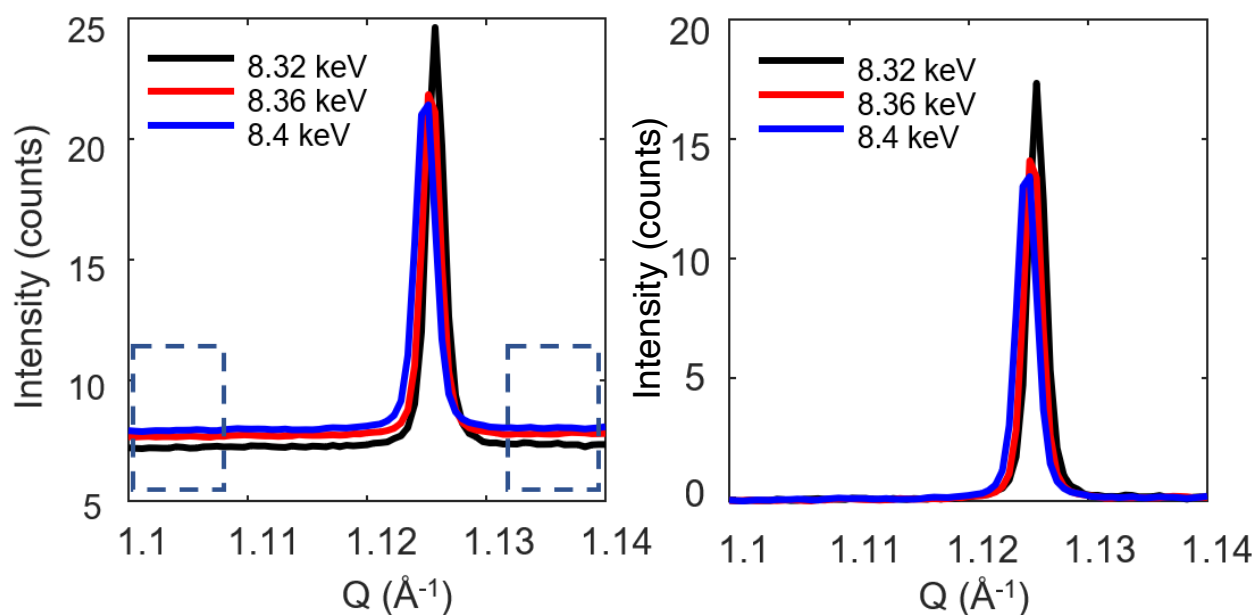 25
20
15
10
5
Intensity (counts)
8.32 keV
8.36 keV
8.4 keV
1.1
1.11
1.12
1.13
1.14
Q (Å⁻¹)
20
15
10
5
0
Intensity (counts)
8.32 keV
8.36 keV
8.4 keV
1.1
1.11
1.12
1.13
1.14
Q (Å⁻¹)